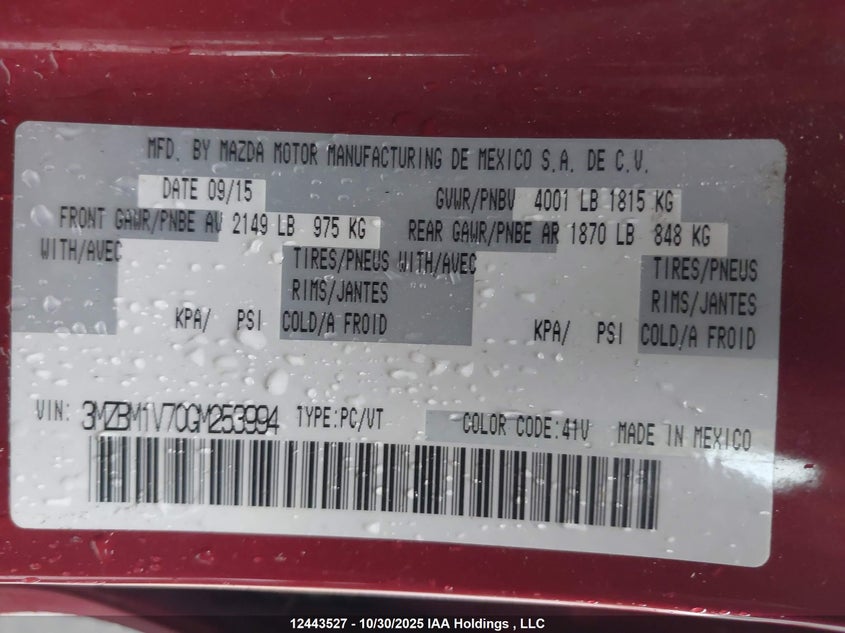 MFD. BY MAZDA MOTOR MANUFACTURING DE MEXICO S.A. DE C.V.
DATE 09/15 GVWR/PNBV 4001 LB 1815 KG
FRONT GAWR/PNBE AV 2149 LB 975 KG REAR GAWR/PNBE AR 1870 LB 848 KG
WITH/AVEC TIRES/PNEUS WITH/AVEC TIRES/PNEUS
RIMS/JANTES RIMS/JANTES
KPA/ PSI COLD/A FROID KPA/ PSI COLD/A FROID
VIN: 3MZBM1V70GM253994 TYPE:PC/VT COLOR CODE:41V MADE IN MEXICO
12443527 - 10/30/2025 IAA Holdings , LLC